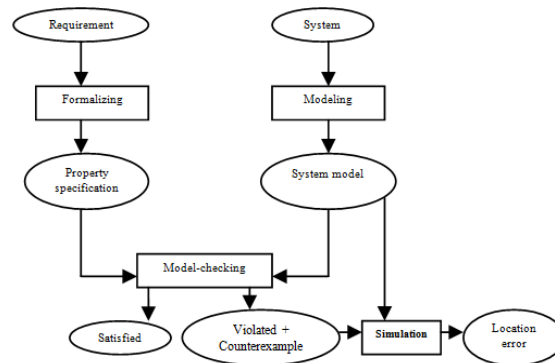 Requirement
System
Formalizing
Modeling
Property
specification
System model
Model-checking
Satisfied
Violated +
Counterexample
Simulation
Location
error